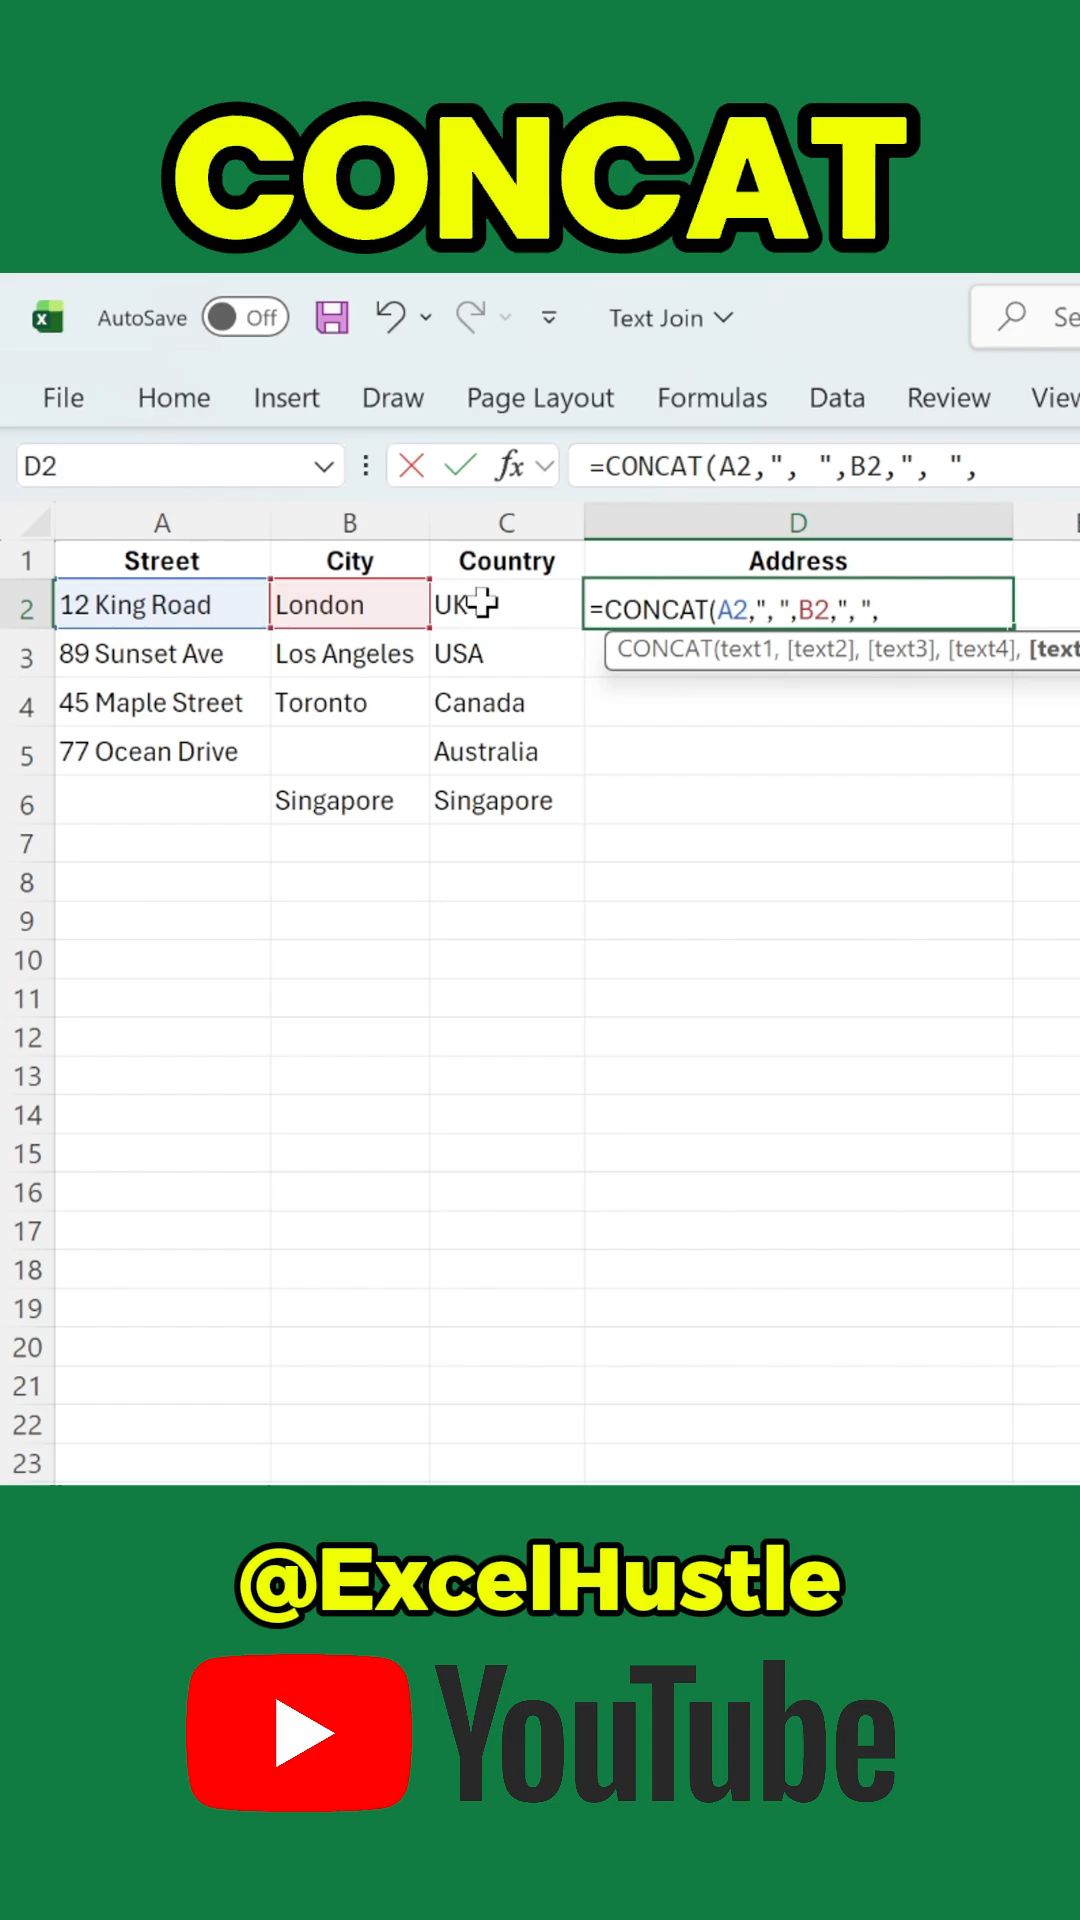 CONCAT
AutoSave Off Text Join Se
File Home Insert Draw Page Layout Formulas Data Review View
D2 fx =CONCAT(A2,", ",B2,", ",
A B C D
1 Street City Country Address
2 12 King Road London UK =CONCAT(A2,", ",B2,", ",
CONCAT(text1, [text2], [text3], [text4], [text
3 89 Sunset Ave Los Angeles USA
4 45 Maple Street Toronto Canada
5 77 Ocean Drive Australia
6 Singapore Singapore
7
8
9
10
11
12
13
14
15
16
17
18
19
20
21
22
23
@ExcelHustle
YouTube